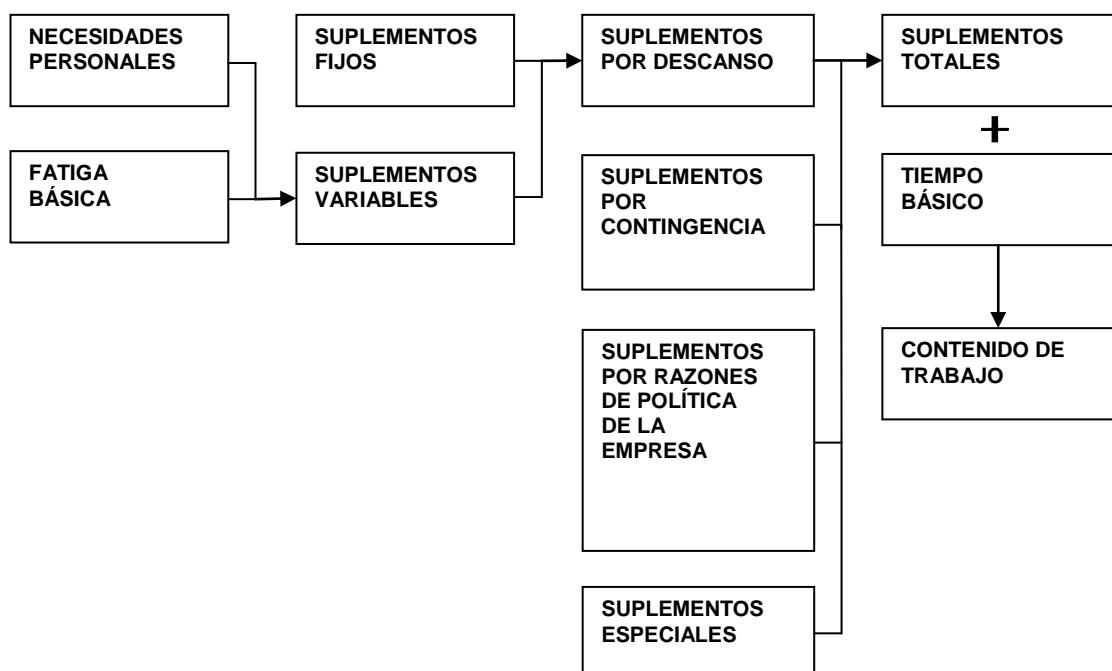 NECESIDADES
PERSONALES
SUPLEMENTOS
FIJOS
SUPLEMENTOS
POR DESCANSO
SUPLEMENTOS
TOTALES
+
FATIGA
BÁSICA
SUPLEMENTOS
VARIABLES
SUPLEMENTOS
POR
CONTINGENCIA
TIEMPO
BÁSICO
SUPLEMENTOS
POR RAZONES
DE POLÍTICA
DE LA
EMPRESA
CONTENIDO DE
TRABAJO
SUPLEMENTOS
ESPECIALES